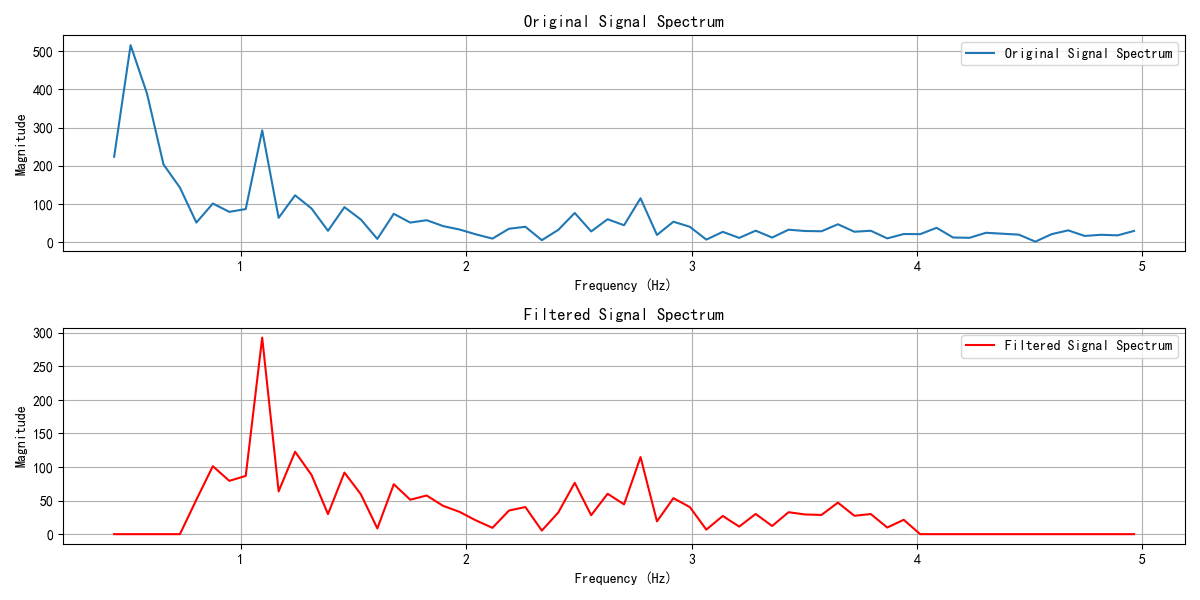 Original Signal Spectrum
Original Signal Spectrum
500
400
300
200
100
0
Magnitude
1 2 3 4 5
Frequency (Hz)
Filtered Signal Spectrum
Filtered Signal Spectrum
300
250
200
150
100
50
0
Magnitude
1 2 3 4 5
Frequency (Hz)